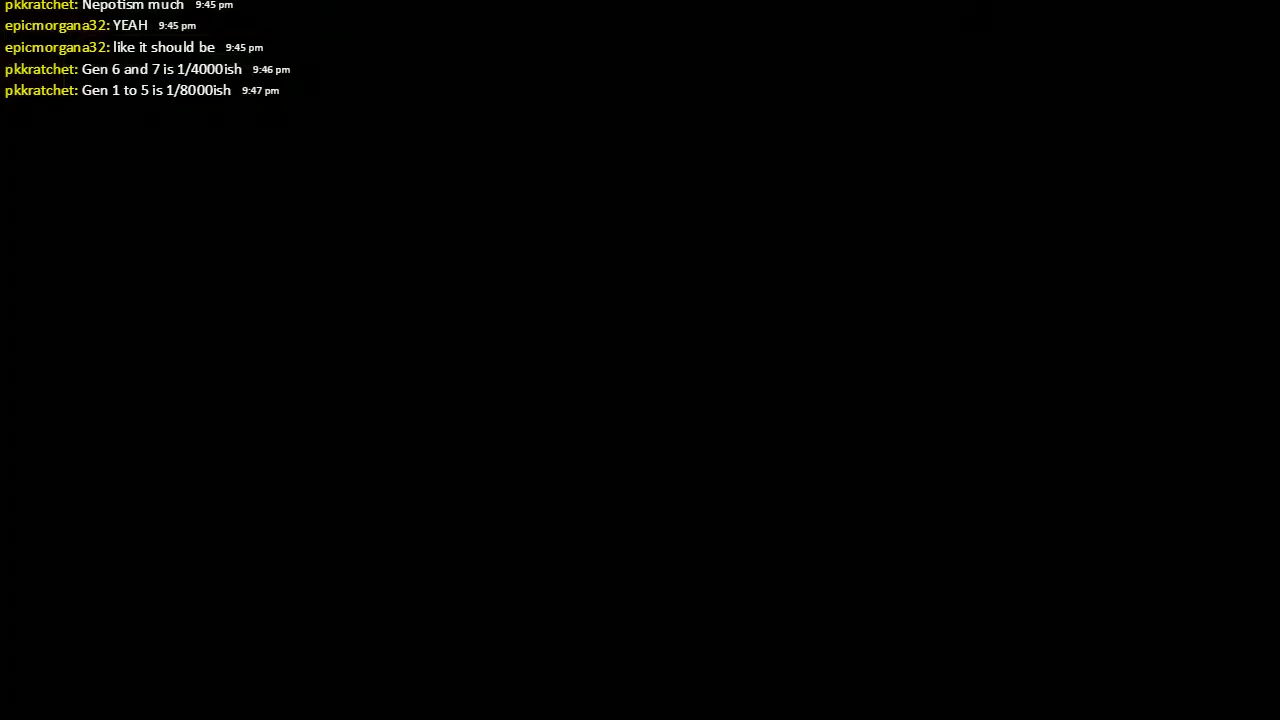 pkkratchet: Nepotism much 9:45 pm
epicmorgana32: YEAH 9:45 pm
epicmorgana32: like it should be 9:45 pm
pkkratchet: Gen 6 and 7 is 1/4000ish 9:46 pm
pkkratchet: Gen 1 to 5 is 1/8000ish 9:47 pm